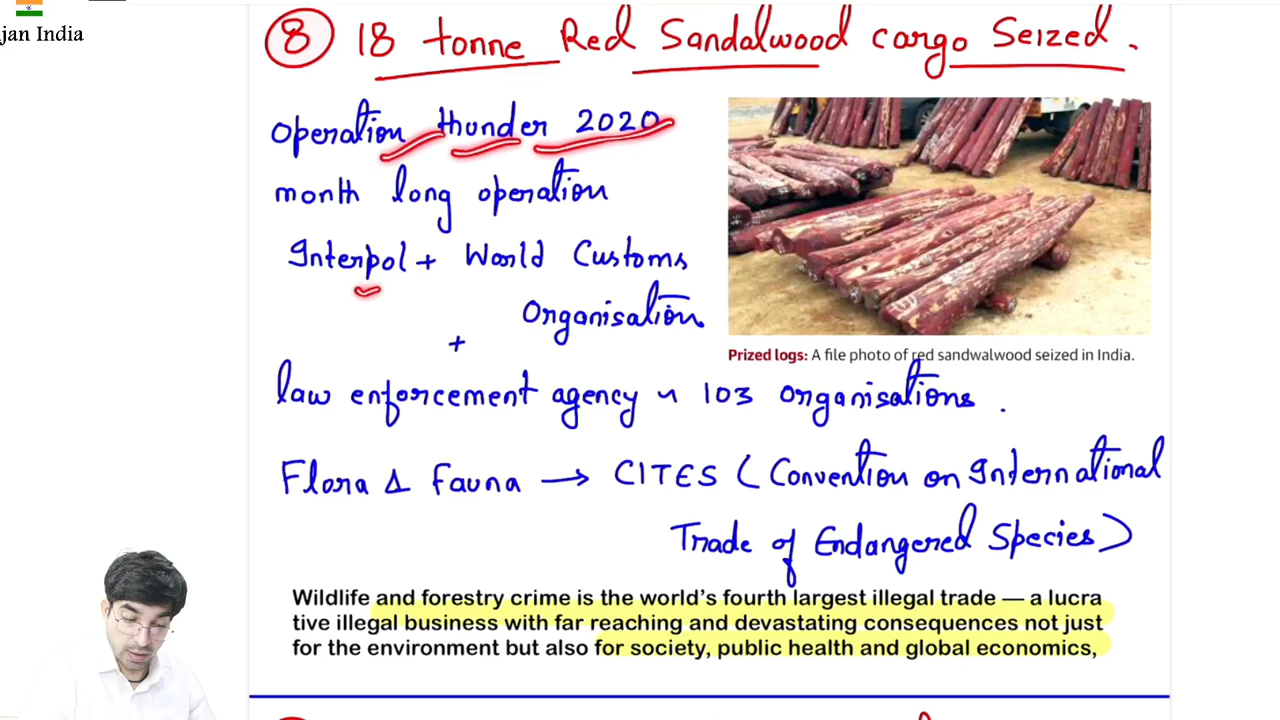 jan India
8 18 tonne Red Sandalwood cargo Seized.
Operation thunder 2020
month long operation
Interpol + World Customs
Organisation
+
law enforcement agency 103 organisations.
Prized logs: A file photo of red sandwalwood seized in India.
Flora & fauna → CITES (Convention on International
Trade of Endangered Species)
Wildlife and forestry crime is the world's fourth largest illegal trade — a lucra
tive illegal business with far reaching and devastating consequences not just
for the environment but also for society, public health and global economics,